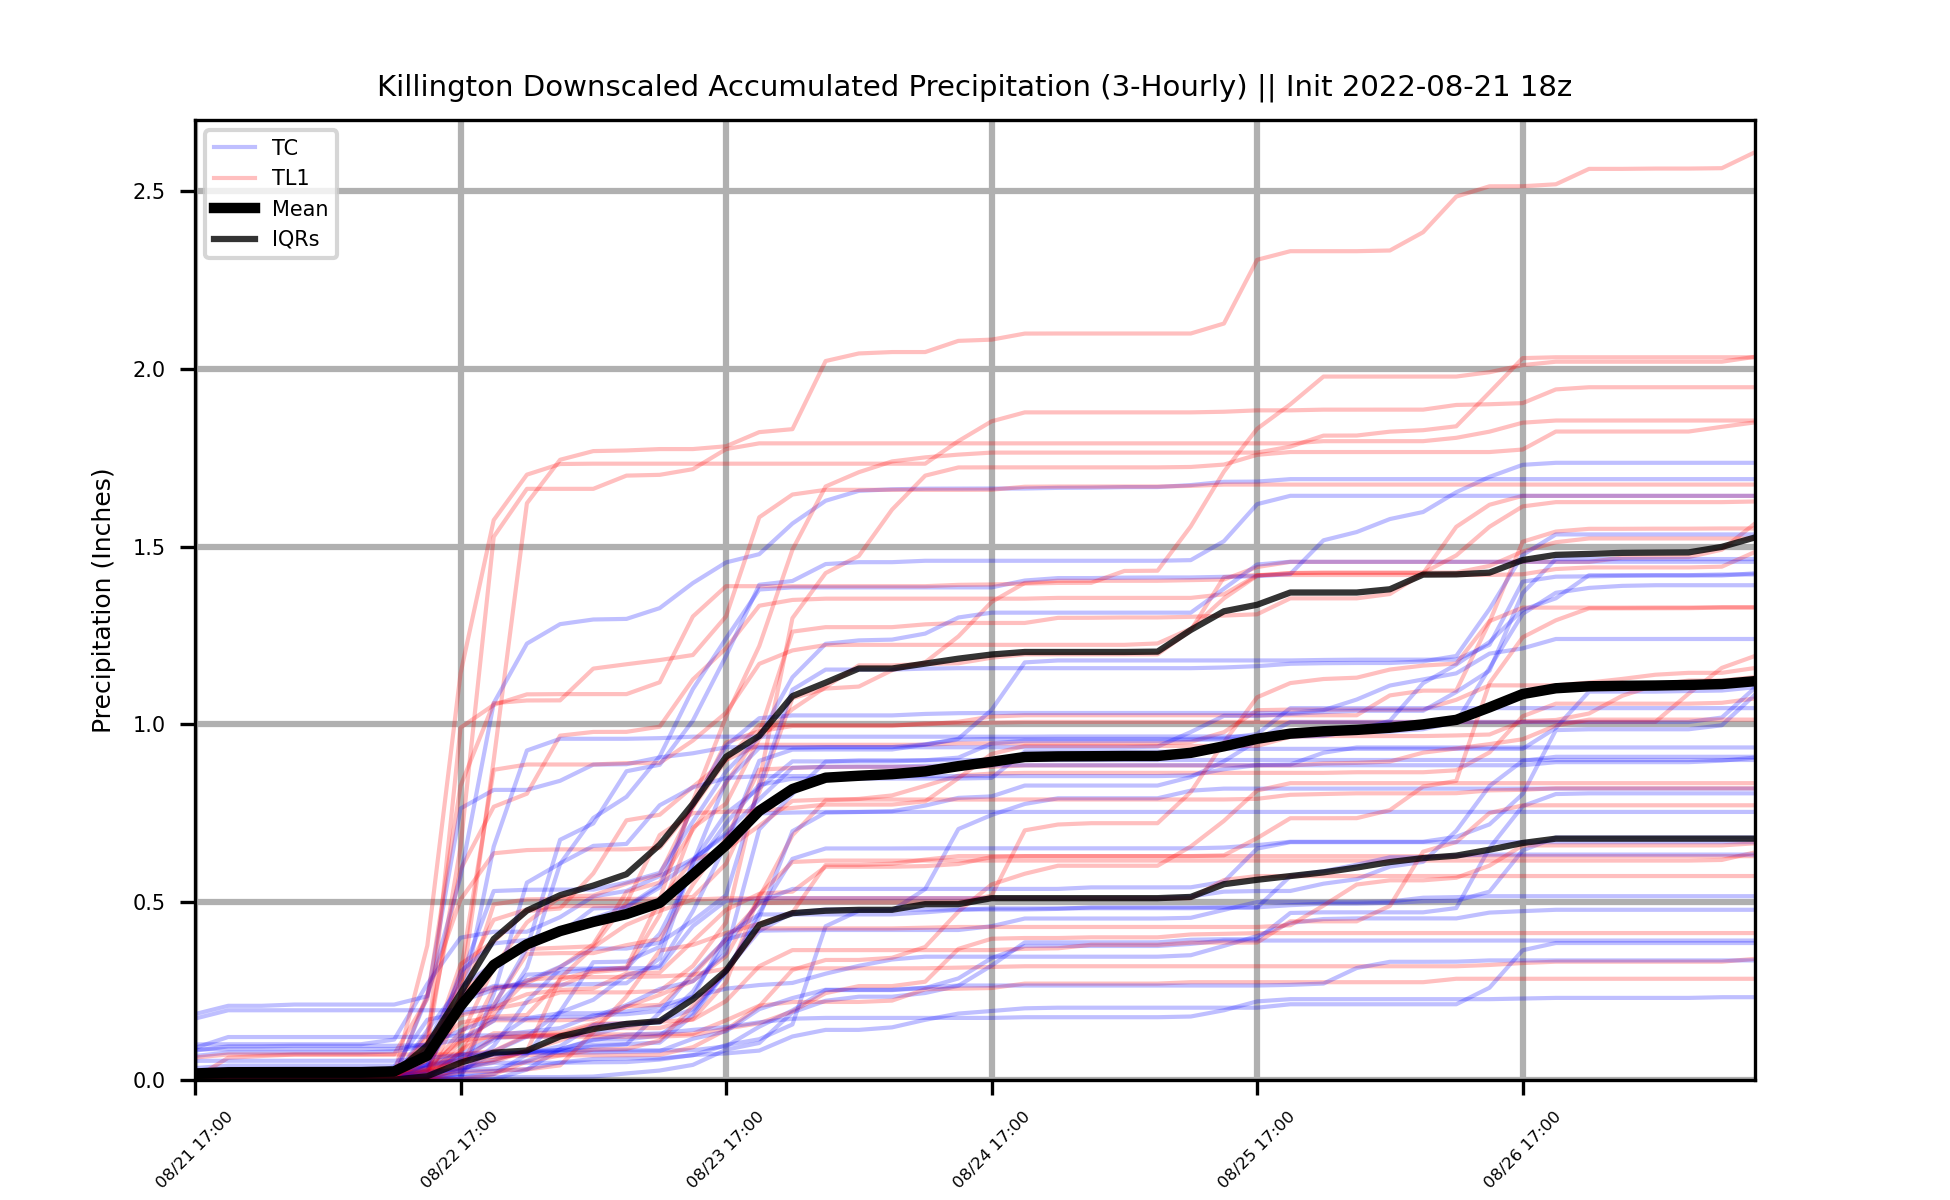 Killington Downscaled Accumulated Precipitation (3-Hourly) || Init 2022-08-21 18z
TC
TL1
Mean
IQRs
Precipitation (Inches)
2.5
2.0
1.5
1.0
0.5
0.0
08/21 17:00
08/22 17:00
08/23 17:00
08/24 17:00
08/25 17:00
08/26 17:00